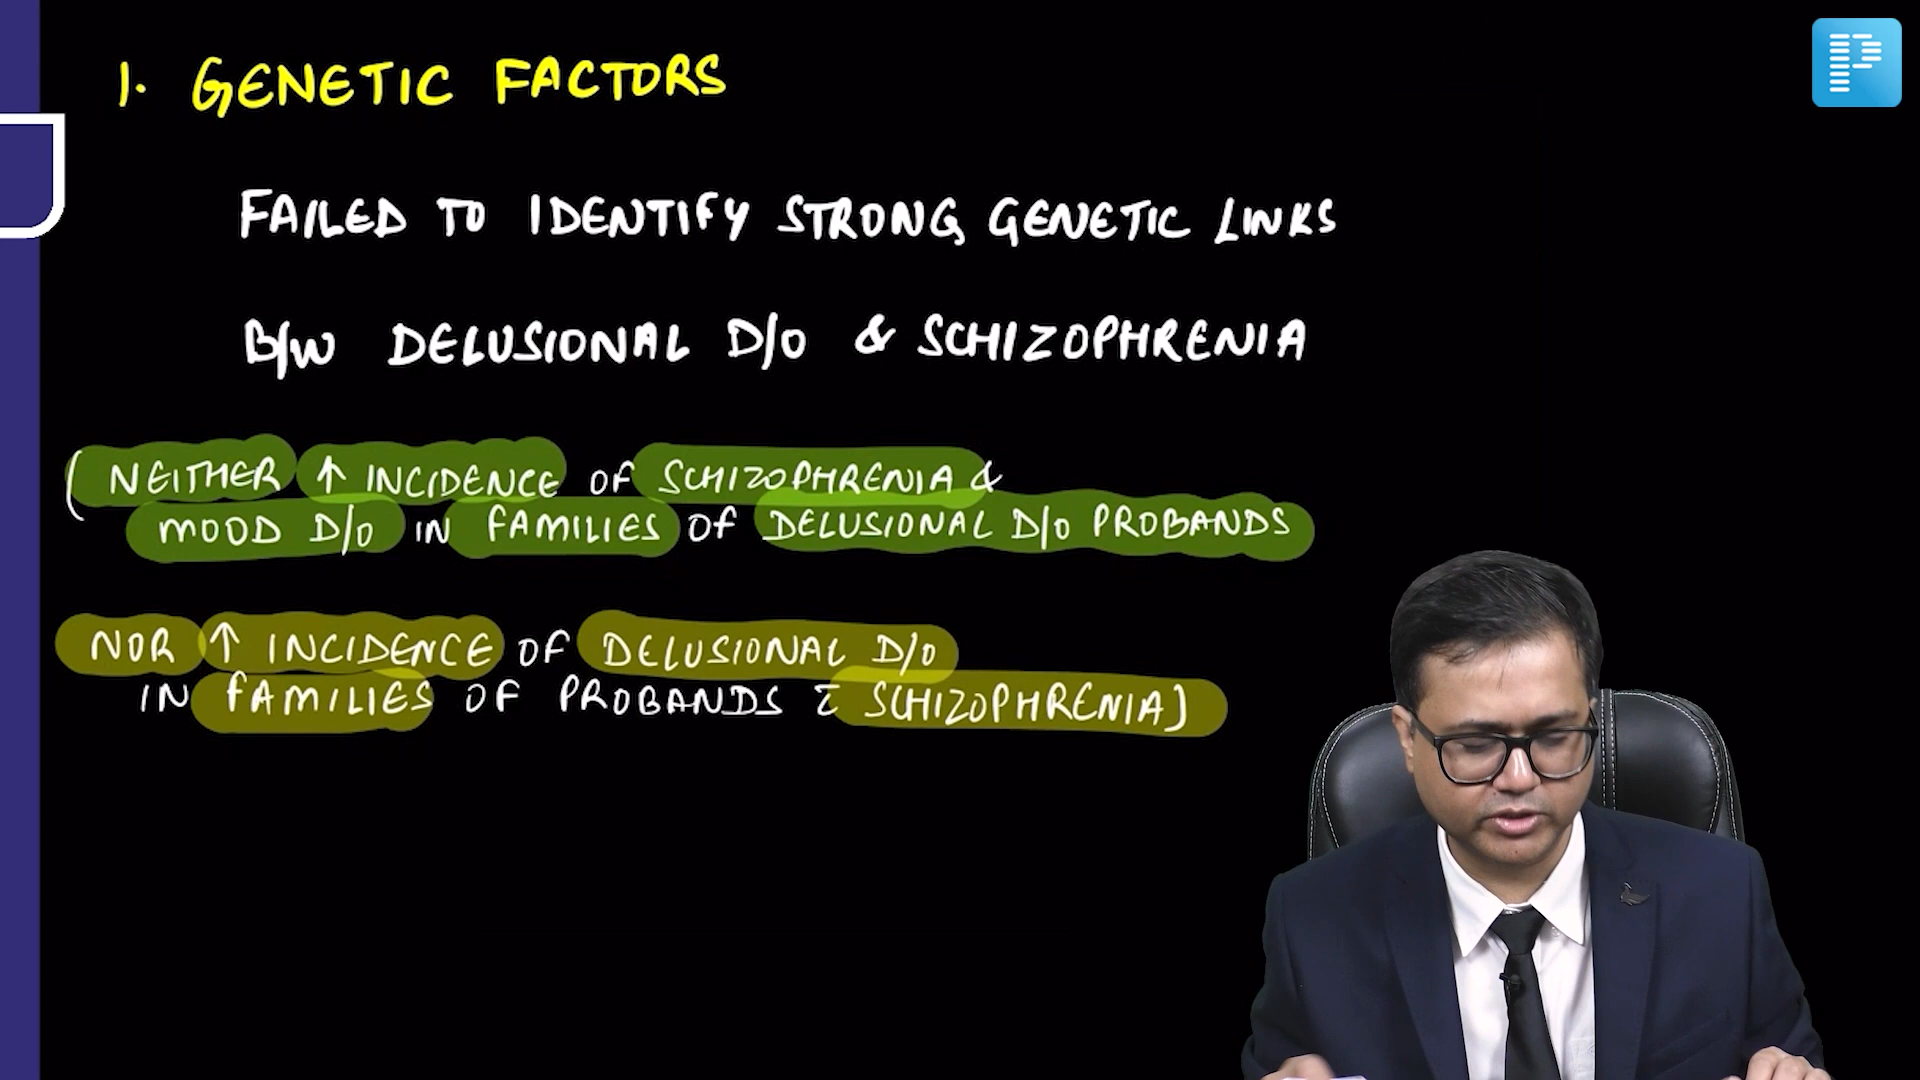 1. GENETIC FACTORS
FAILED TO IDENTIFY STRONG GENETIC LINKS
B/W DELUSIONAL D/O & SCHIZOPHRENIA
( NEITHER ↑ INCIDENCE OF SCHIZOPHRENIA &
MOOD D/O IN FAMILIES OF DELUSIONAL D/O PROBANDS
NOR ↑ INCIDENCE OF DELUSIONAL D/O
IN FAMILIES OF PROBANDS c̄ SCHIZOPHRENIA)